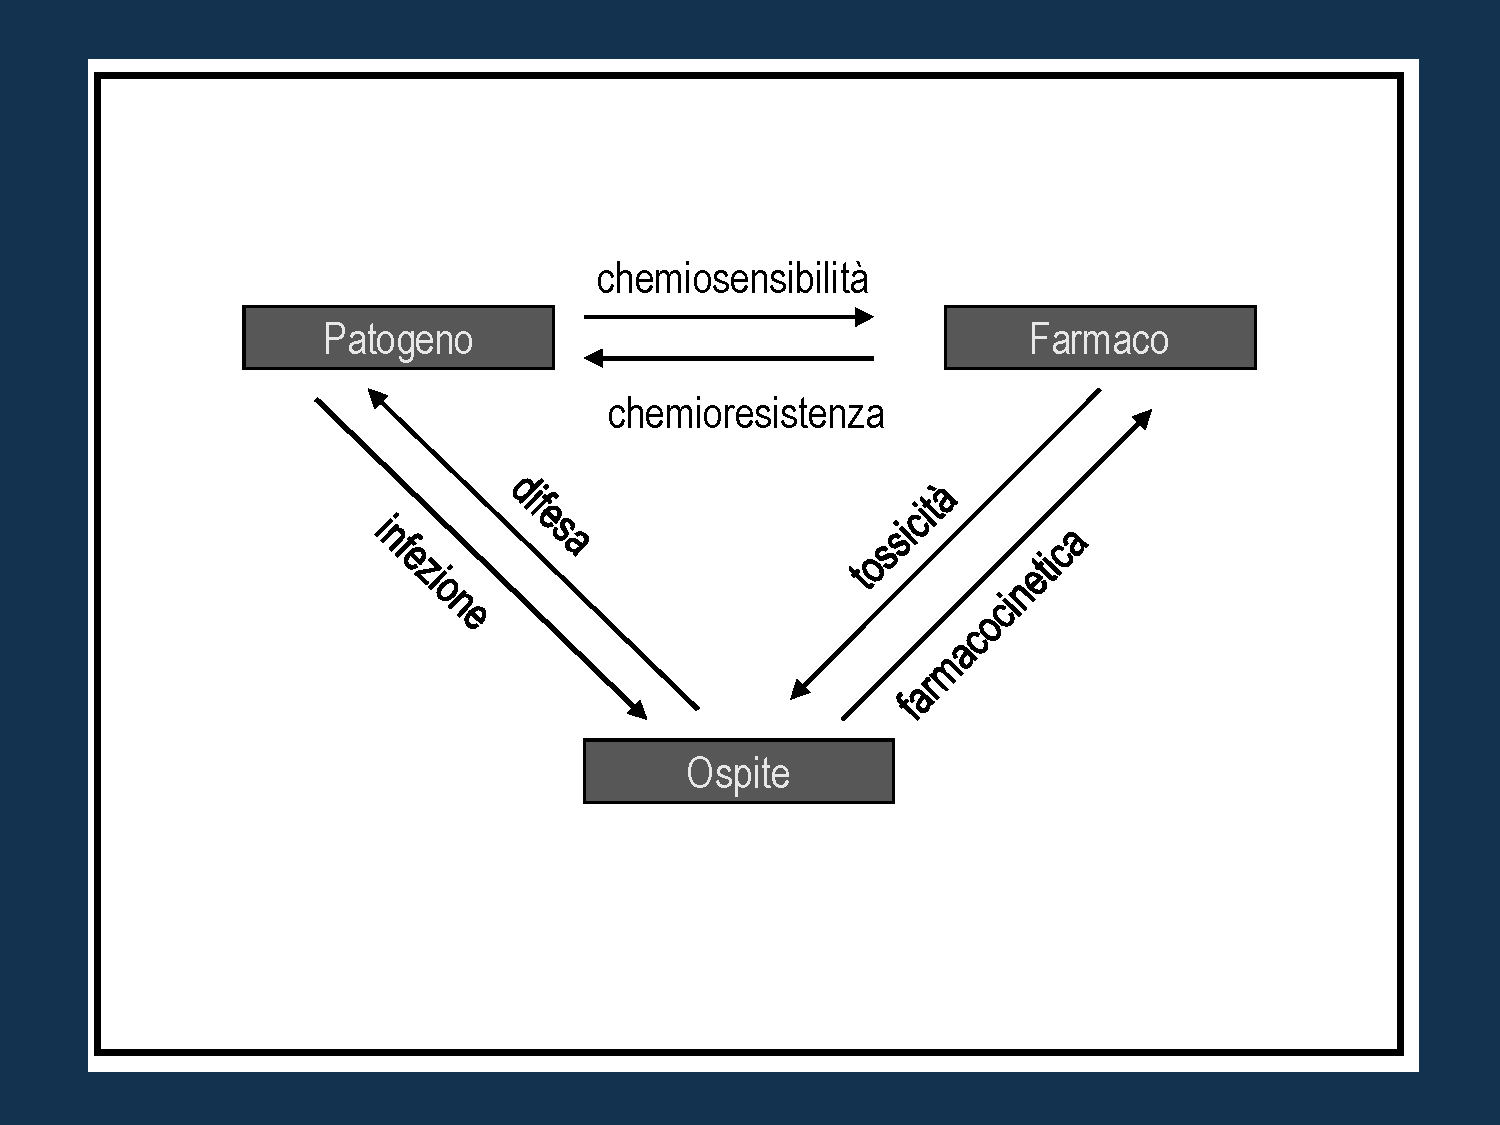 chemiosensibilità
Patogeno
Farmaco
chemioresistenza
difesa
infezione
tossicità
farmacocinetica
Ospite